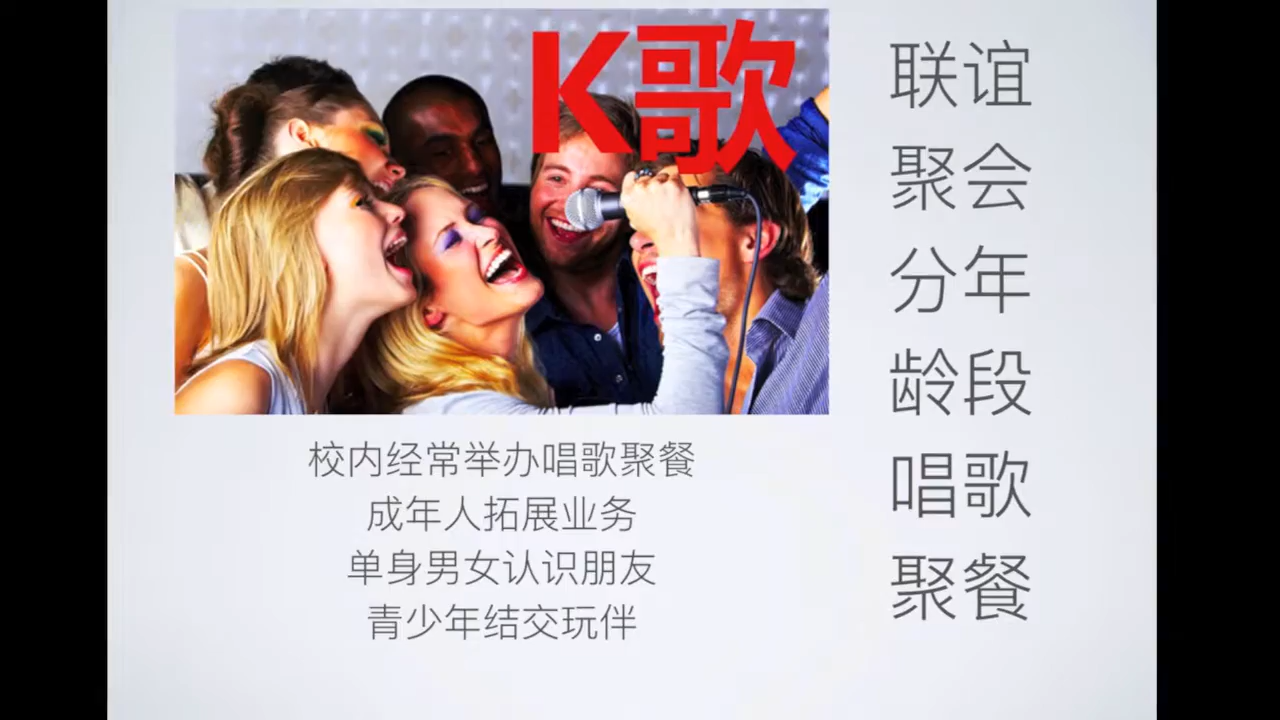 K歌
校内经常举办唱歌聚餐
成年人拓展业务
单身男女认识朋友
青少年结交玩伴
联谊
聚会
分年
龄段
唱歌
聚餐